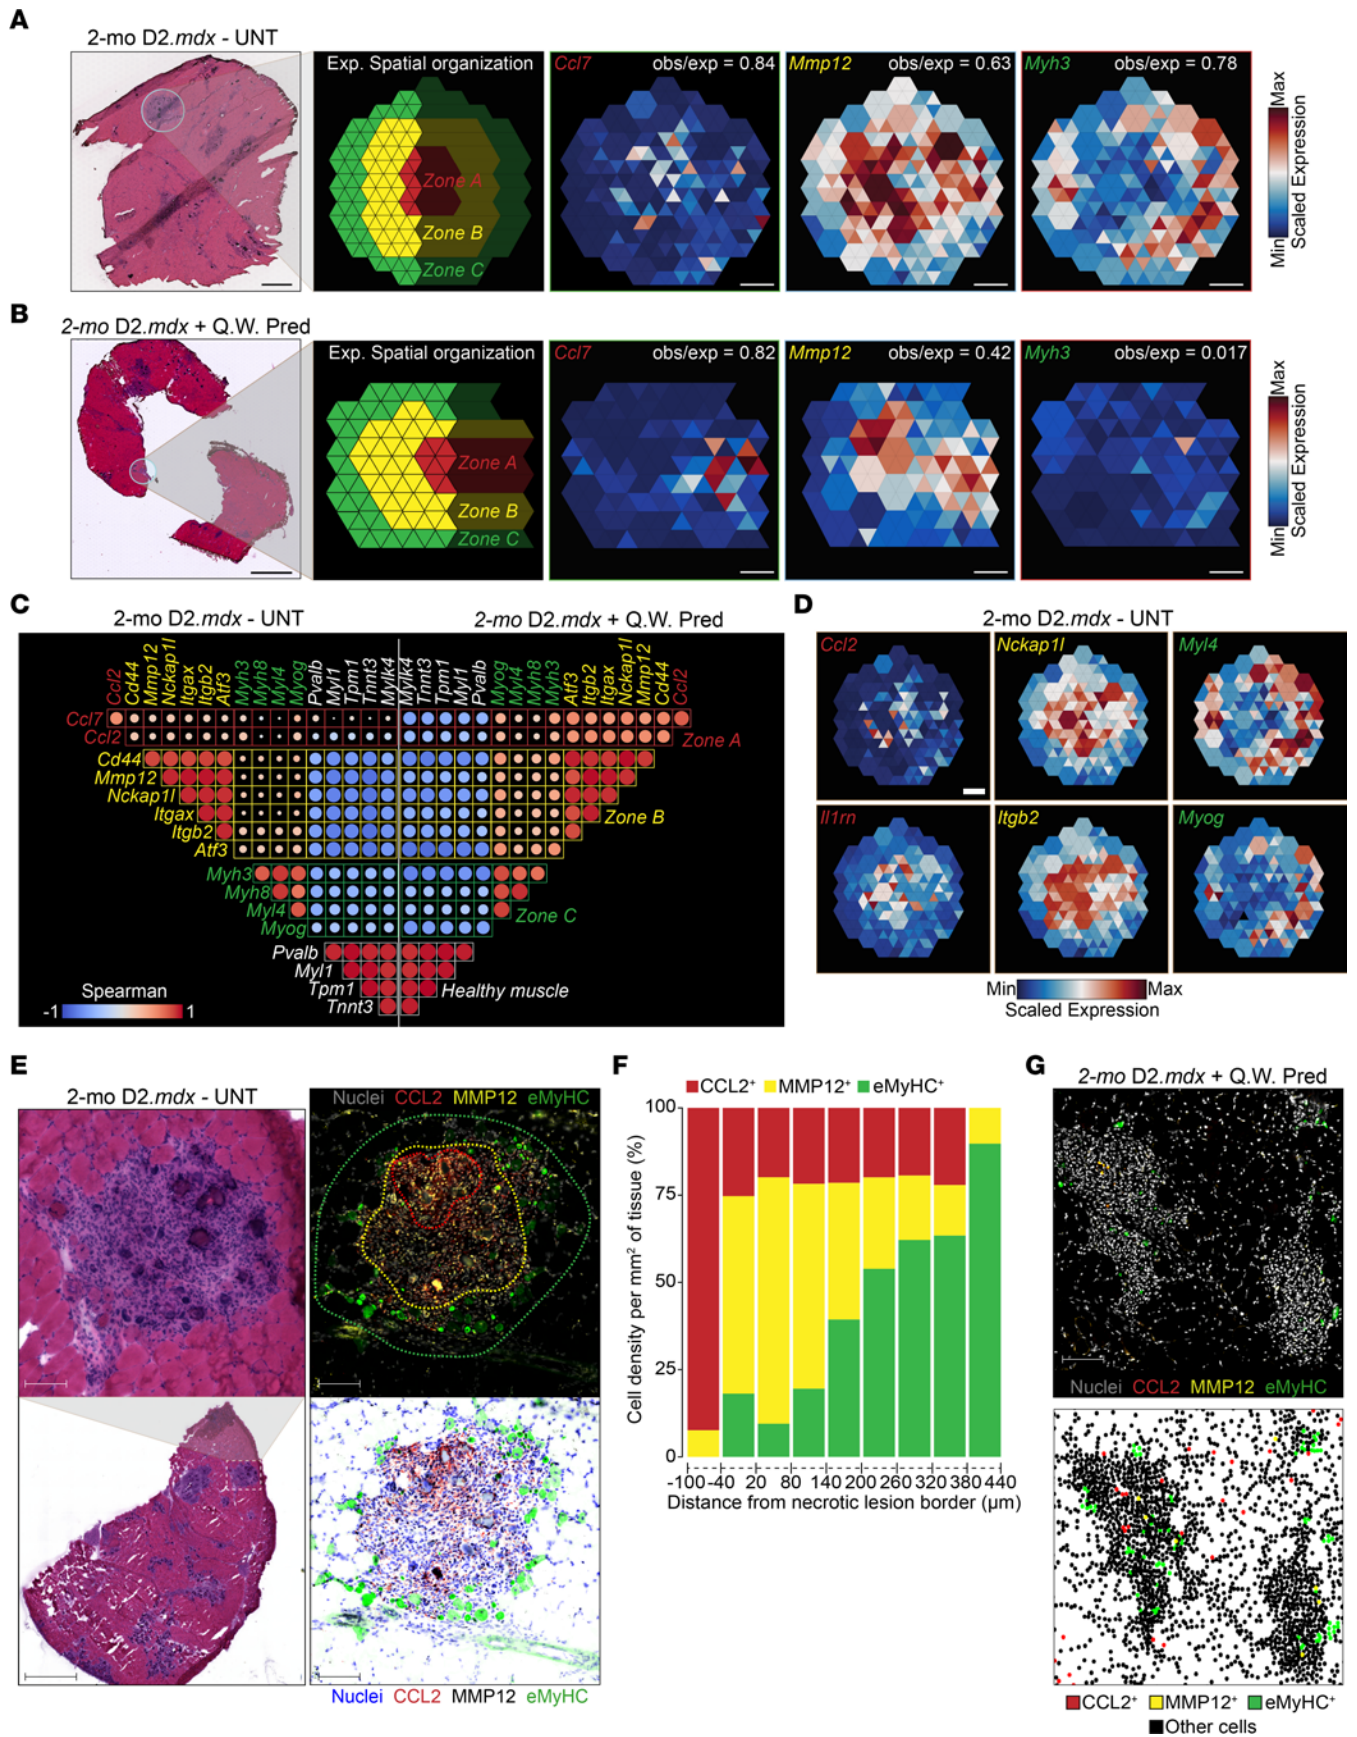 A
2-mo D2.mdx - UNT
Exp. Spatial organization
Zone A
Zone B
Zone C
Ccl7 obs/exp = 0.84
Mmp12 obs/exp = 0.63
Myh3 obs/exp = 0.78
Max
Min
Scaled Expression
B
2-mo D2.mdx + Q.W. Pred
Exp. Spatial organization
Zone A
Zone B
Zone C
Ccl7 obs/exp = 0.82
Mmp12 obs/exp = 0.42
Myh3 obs/exp = 0.017
Max
Min
Scaled Expression
C
2-mo D2.mdx - UNT
2-mo D2.mdx + Q.W. Pred
Ccl2 Cd44 Mmp12 Nckap1l Itgax Itgb2 Atf3 Myh3 Myh8 Myl4 Myog Pvalb Myl1 Tpm1 Tnnt3 Mylk4 Mylk4 Tnnt3 Tpm1 Myl1 Pvalb Myog Myl4 Myh8 Myh3 Atf3 Itgb2 Itgax Nckap1l Mmp12 Cd44 Ccl2
Ccl7
Ccl2 Zone A
Cd44
Mmp12
Nckap1l
Itgax Zone B
Itgb2
Atf3
Myh3
Myh8
Myl4 Zone C
Myog
Pvalb
Myl1
Tpm1 Healthy muscle
Tnnt3
Spearman
-1 1
D
2-mo D2.mdx - UNT
Ccl2 Nckap1l Myl4
Il1rn Itgb2 Myog
Min Max
Scaled Expression
E
2-mo D2.mdx - UNT
Nuclei CCL2 MMP12 eMyHC
Nuclei CCL2 MMP12 eMyHC
F
CCL2+ MMP12+ eMyHC+
Cell density per mm2 of tissue (%)
100
75
50
25
0
-100 -40 20 80 140 200 260 320 380 440
Distance from necrotic lesion border (µm)
G
2-mo D2.mdx + Q.W. Pred
Nuclei CCL2 MMP12 eMyHC
CCL2+ MMP12+ eMyHC+
Other cells